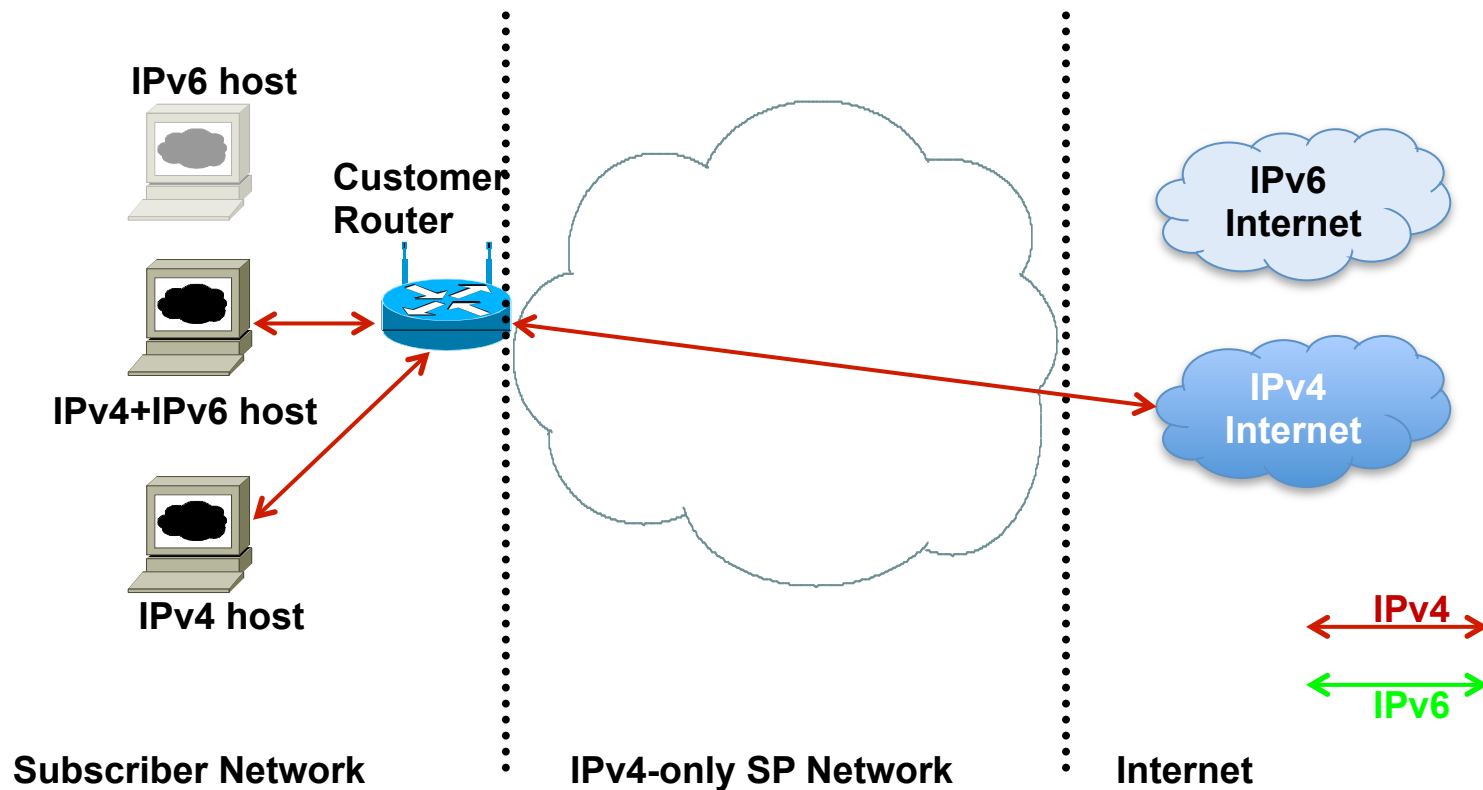 IPv6 host
Customer
Router
IPv4+IPv6 host
IPv4 host
IPv6
Internet
IPv4
Internet
IPv4
IPv6
Subscriber Network
IPv4-only SP Network
Internet